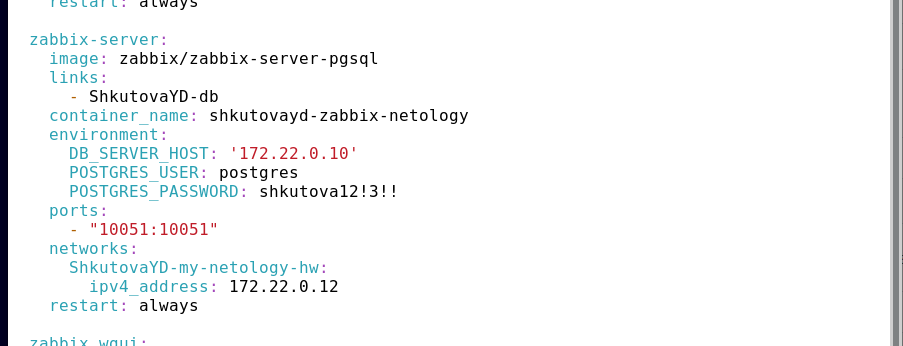 restart: always
zabbix-server:
image: zabbix/zabbix-server-pgsql
links:
- ShkutovaYD-db
container_name: shkutovayd-zabbix-netology
environment:
DB_SERVER_HOST: '172.22.0.10'
POSTGRES_USER: postgres
POSTGRES_PASSWORD: shkutova12!3!!
ports:
- "10051:10051"
networks:
ShkutovaYD-my-netology-hw:
ipv4_address: 172.22.0.12
restart: always
zabbix_wgui: